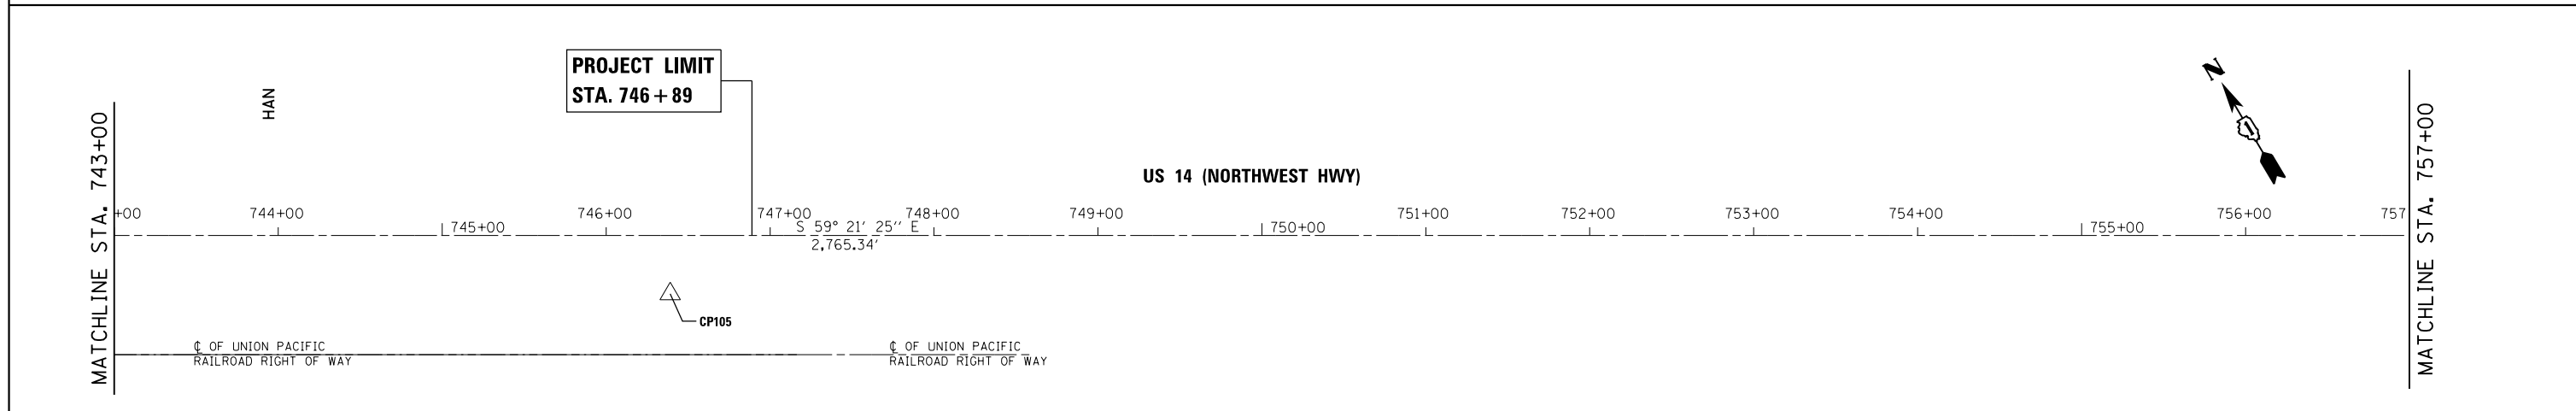 PROJECT LIMIT
STA. 746+89
HAN
N
MATCHLINE STA. 743+00
MATCHLINE STA. 757+00
US 14 (NORTHWEST HWY)
+00 744+00 746+00 747+00 748+00 749+00 751+00 752+00 753+00 754+00 756+00 757
745+00 S 59° 21' 25" E 750+00 755+00
2,765.34'
CP105
℄ OF UNION PACIFIC
RAILROAD RIGHT OF WAY
℄ OF UNION PACIFIC
RAILROAD RIGHT OF WAY